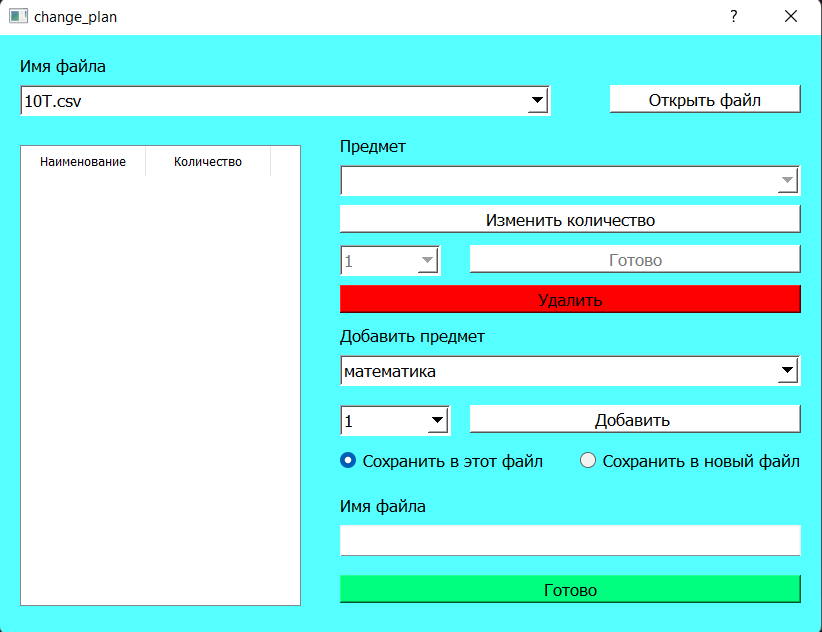 change_plan
?
Имя файла
10T.csv
Открыть файл
Наименование
Количество
Предмет
Изменить количество
1
Готово
Удалить
Добавить предмет
математика
1
Добавить
Сохранить в этот файл
Сохранить в новый файл
Имя файла
Готово